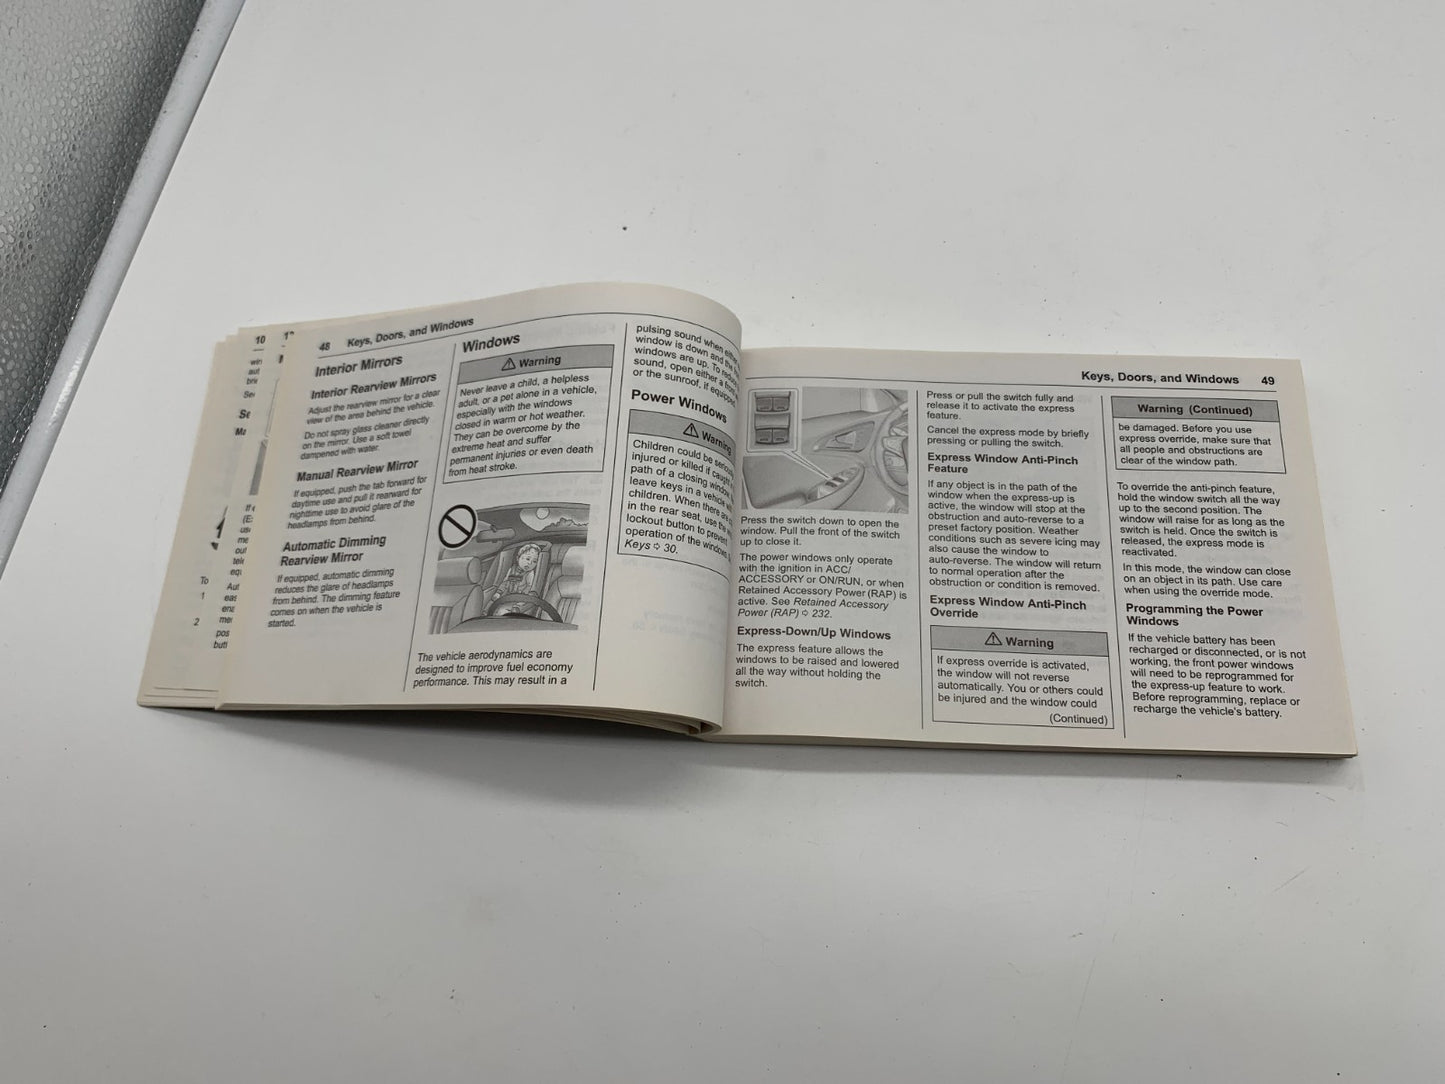 10
win
aut
Se
Ma
To
1
2
48 Keys, Doors, and Windows
Interior Mirrors
Interior Rearview Mirrors
Adjust the rearview mirror for a clear
view of the area behind the vehicle.
Do not spray glass cleaner directly
on the mirror. Use a soft towel
dampened with water.
Manual Rearview Mirror
If equipped, push the tab forward for
daytime use and pull it rearward for
nighttime use to avoid glare of the
headlamps from behind.
Automatic Dimming
Rearview Mirror
If equipped, automatic dimming
reduces the glare of headlamps
from behind. The dimming feature
comes on when the vehicle is
started.
Windows
⚠ Warning
Never leave a child, a helpless
adult, or a pet alone in a vehicle,
especially with the windows
closed in warm or hot weather.
They can be overcome by the
extreme heat and suffer
permanent injuries or even death
from heat stroke.
The vehicle aerodynamics are
designed to improve fuel economy
performance. This may result in a
pulsing sound when either
window is down and the
windows are up. To reduce
sound, open either a front
or the sunroof, if equipped
Power Windows
⚠ Warning
Children could be
injured or killed if caught
path of a closing window
leave keys in a vehicle
children. When there are
in the rear seat, use the
lockout button to prevent
operation of the windows
Keys ⇨ 30.
Keys, Doors, and Windows 49
Press the switch down to open the
window. Pull the front of the switch
up to close it.
The power windows only operate
with the ignition in ACC/
ACCESSORY or ON/RUN, or when
Retained Accessory Power (RAP) is
active. See Retained Accessory
Power (RAP) ⇨ 232.
Express-Down/Up Windows
The express feature allows the
windows to be raised and lowered
all the way without holding the
switch.
Press or pull the switch fully and
release it to activate the express
feature.
Cancel the express mode by briefly
pressing or pulling the switch.
Express Window Anti-Pinch
Feature
If any object is in the path of the
window when the express-up is
active, the window will stop at the
obstruction and auto-reverse to a
preset factory position. Weather
conditions such as severe icing may
also cause the window to
auto-reverse. The window will return
to normal operation after the
obstruction or condition is removed.
Express Window Anti-Pinch
Override
⚠ Warning
If express override is activated,
the window will not reverse
automatically. You or others could
be injured and the window could
(Continued)
Warning (Continued)
be damaged. Before you use
express override, make sure that
all people and obstructions are
clear of the window path.
To override the anti-pinch feature,
hold the window switch all the way
up to the second position. The
window will raise for as long as the
switch is held. Once the switch is
released, the express mode is
reactivated.
In this mode, the window can close
on an object in its path. Use care
when using the override mode.
Programming the Power
Windows
If the vehicle battery has been
recharged or disconnected, or is not
working, the front power windows
will need to be reprogrammed for
the express-up feature to work.
Before reprogramming, replace or
recharge the vehicle's battery.